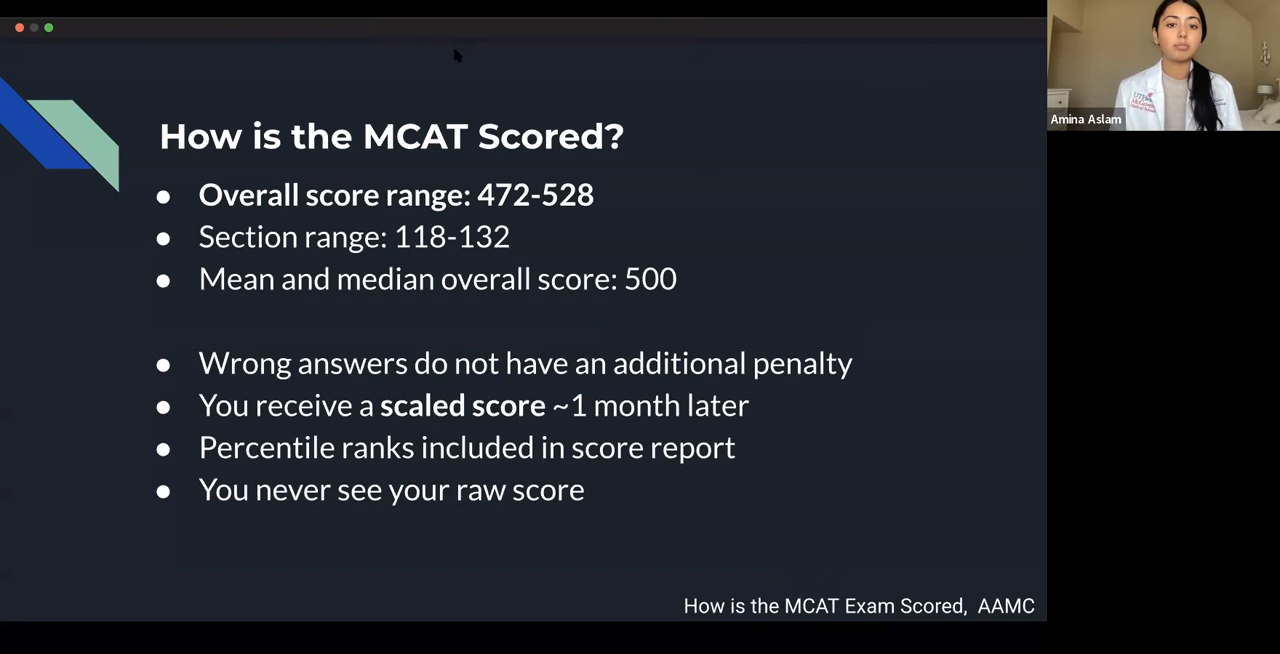 How is the MCAT Scored?
● Overall score range: 472-528
● Section range: 118-132
● Mean and median overall score: 500
● Wrong answers do not have an additional penalty
● You receive a scaled score ~1 month later
● Percentile ranks included in score report
● You never see your raw score
How is the MCAT Exam Scored, AAMC
Amina Aslam